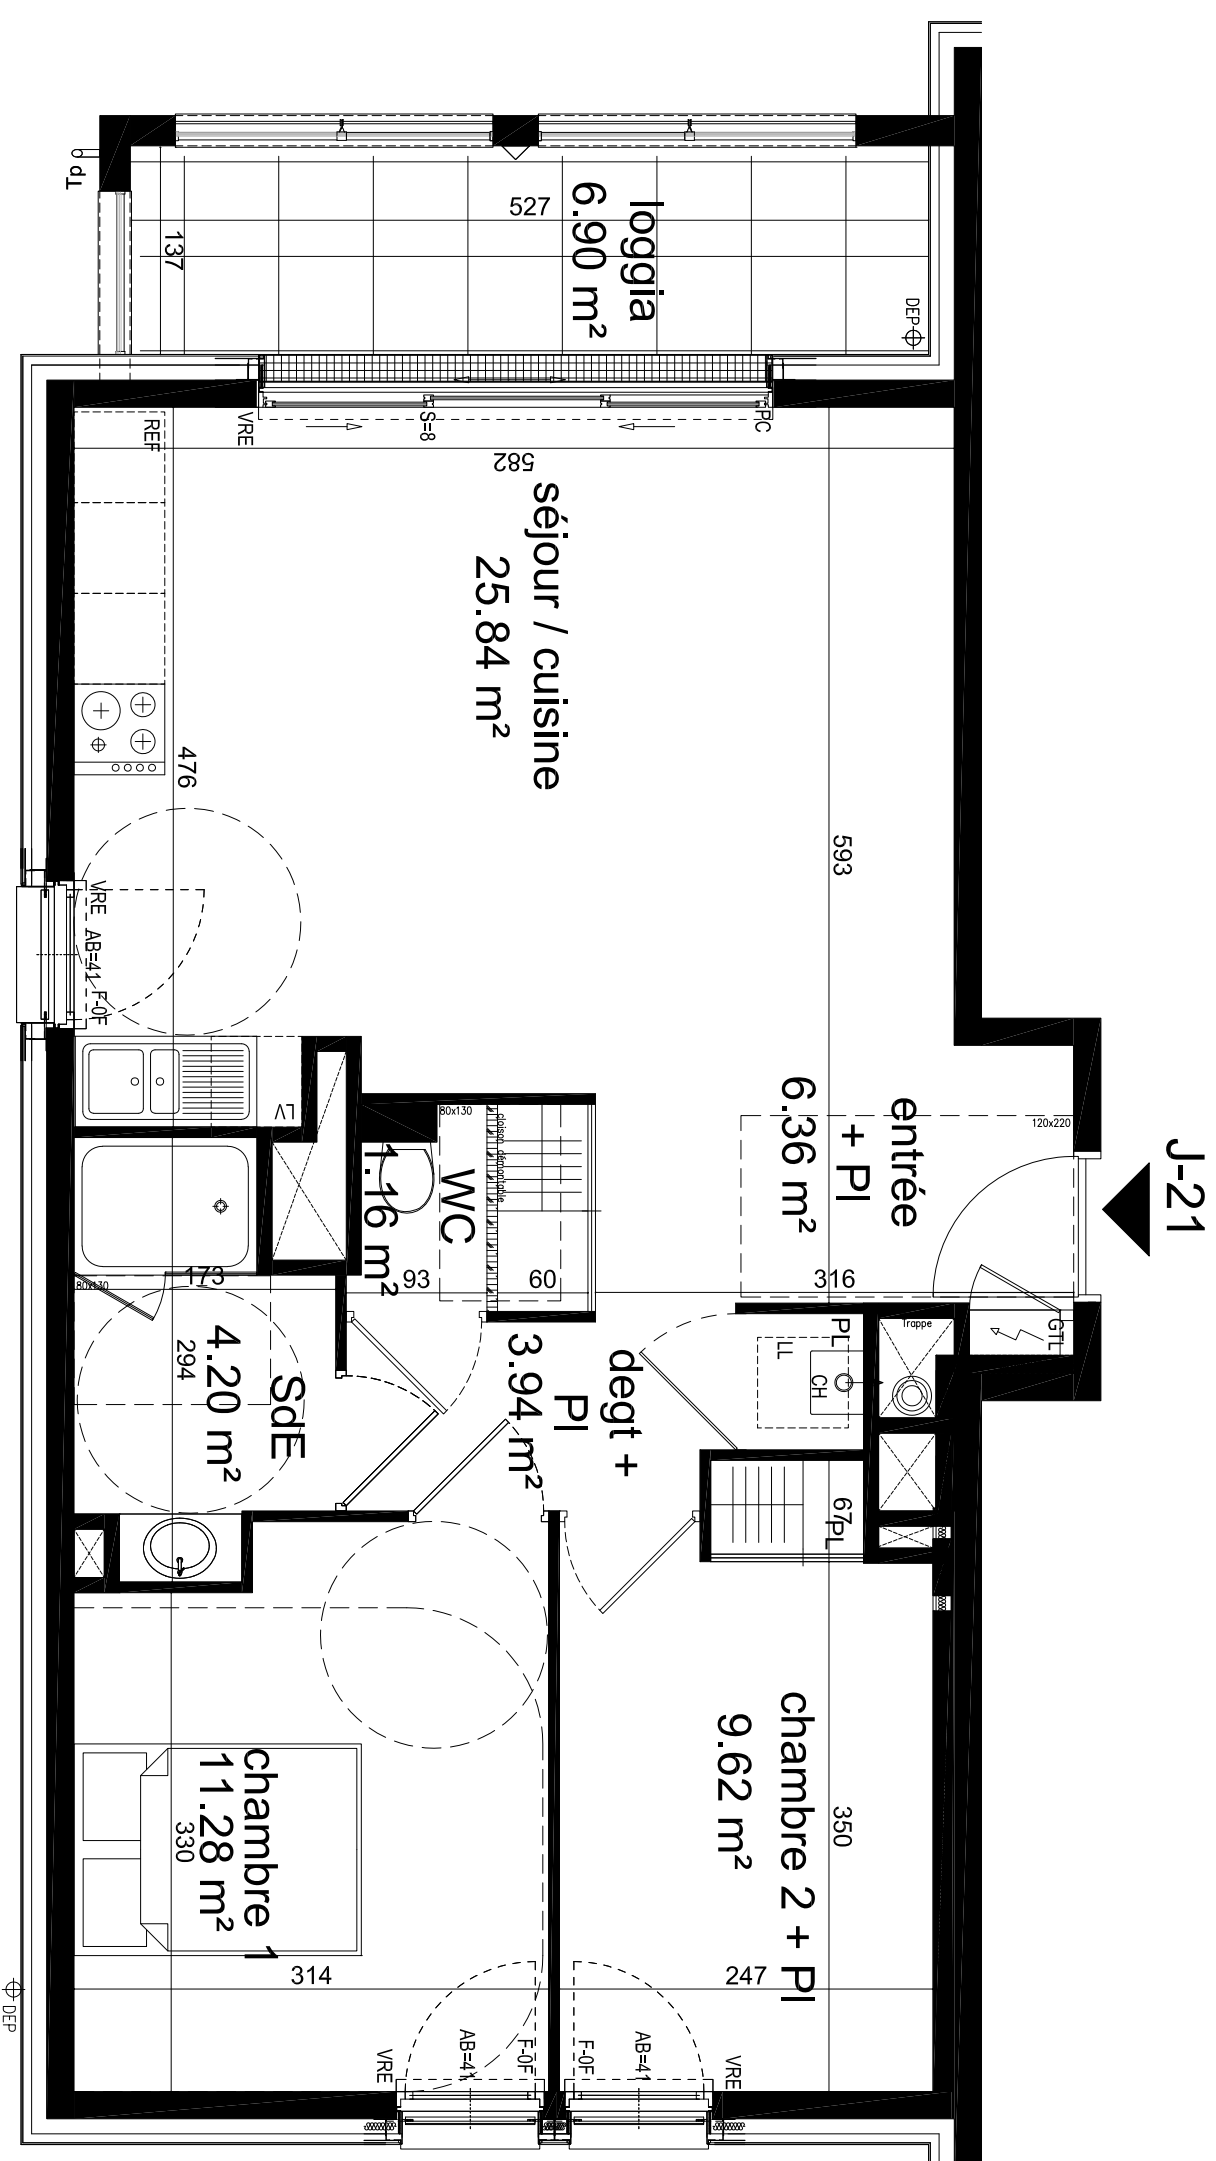 J-21
Tp
137
527
loggia
6.90 m²
DEP
REF
VRE
S=8
PC
582
séjour / cuisine
25.84 m²
476
593
VRE AB=41 F-0F
LV
80x130
cloison démontable
WC
1.16 m²
93
60
entrée
+ Pl
6.36 m²
120x220
316
GTL
Trappe
PL
LL
CH
degt +
Pl
3.94 m²
80x130
173
294
SdE
4.20 m²
67
PL
chambre 2 + Pl
9.62 m²
350
247
chambre 1
11.28 m²
330
314
VRE
AB=41
F-0F
F-0F
AB=41
VRE
DEP